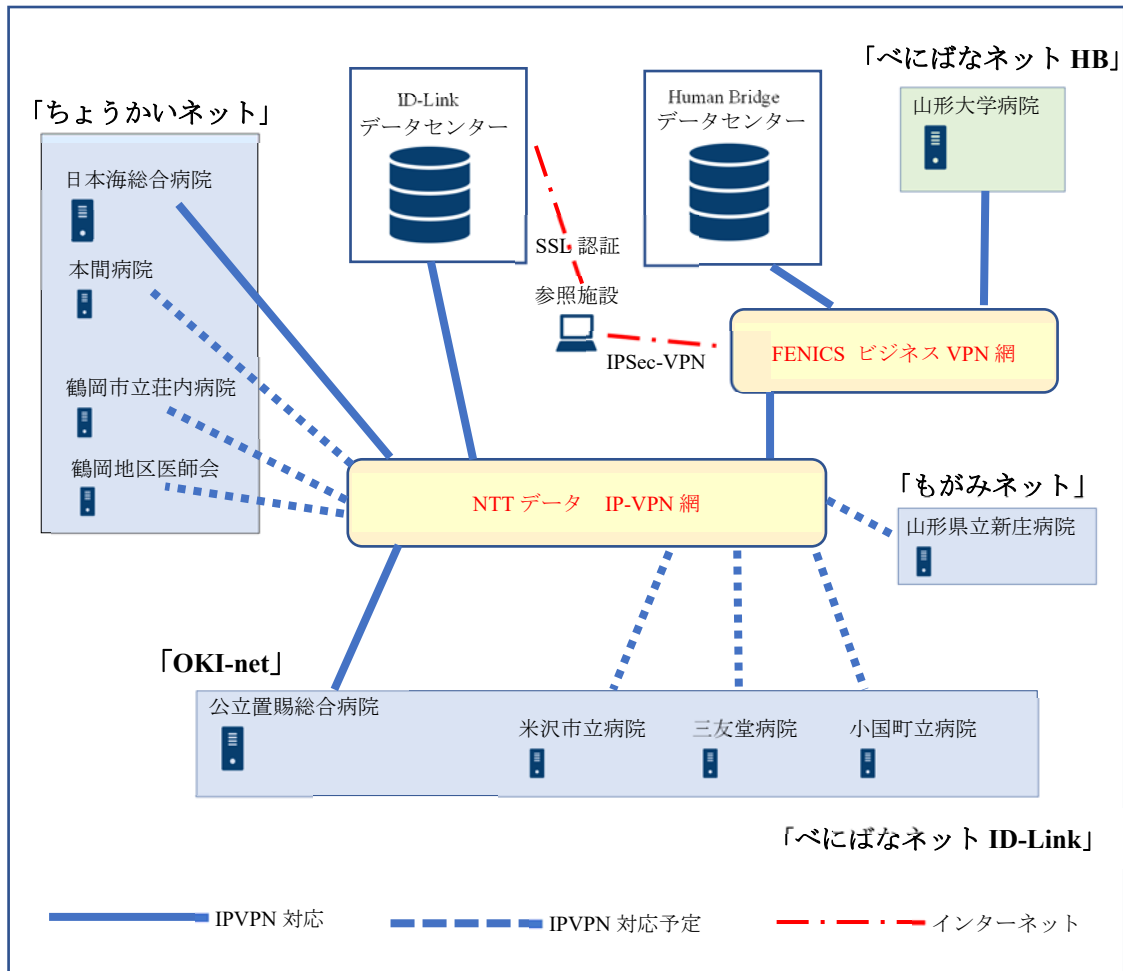 「べにばなネット HB」
山形大学病院
「ちょうかいネット」
日本海総合病院
本間病院
鶴岡市立荘内病院
鶴岡地区医師会
ID-Link
データセンター
Human Bridge
データセンター
SSL 認証
参照施設
IPSec-VPN
FENICS ビジネス VPN 網
NTT データ IP-VPN 網
「もがみネット」
山形県立新庄病院
「OKI-net」
公立置賜総合病院
米沢市立病院
三友堂病院
小国町立病院
「べにばなネット ID-Link」
IPVPN 対応
IPVPN 対応予定
インターネット